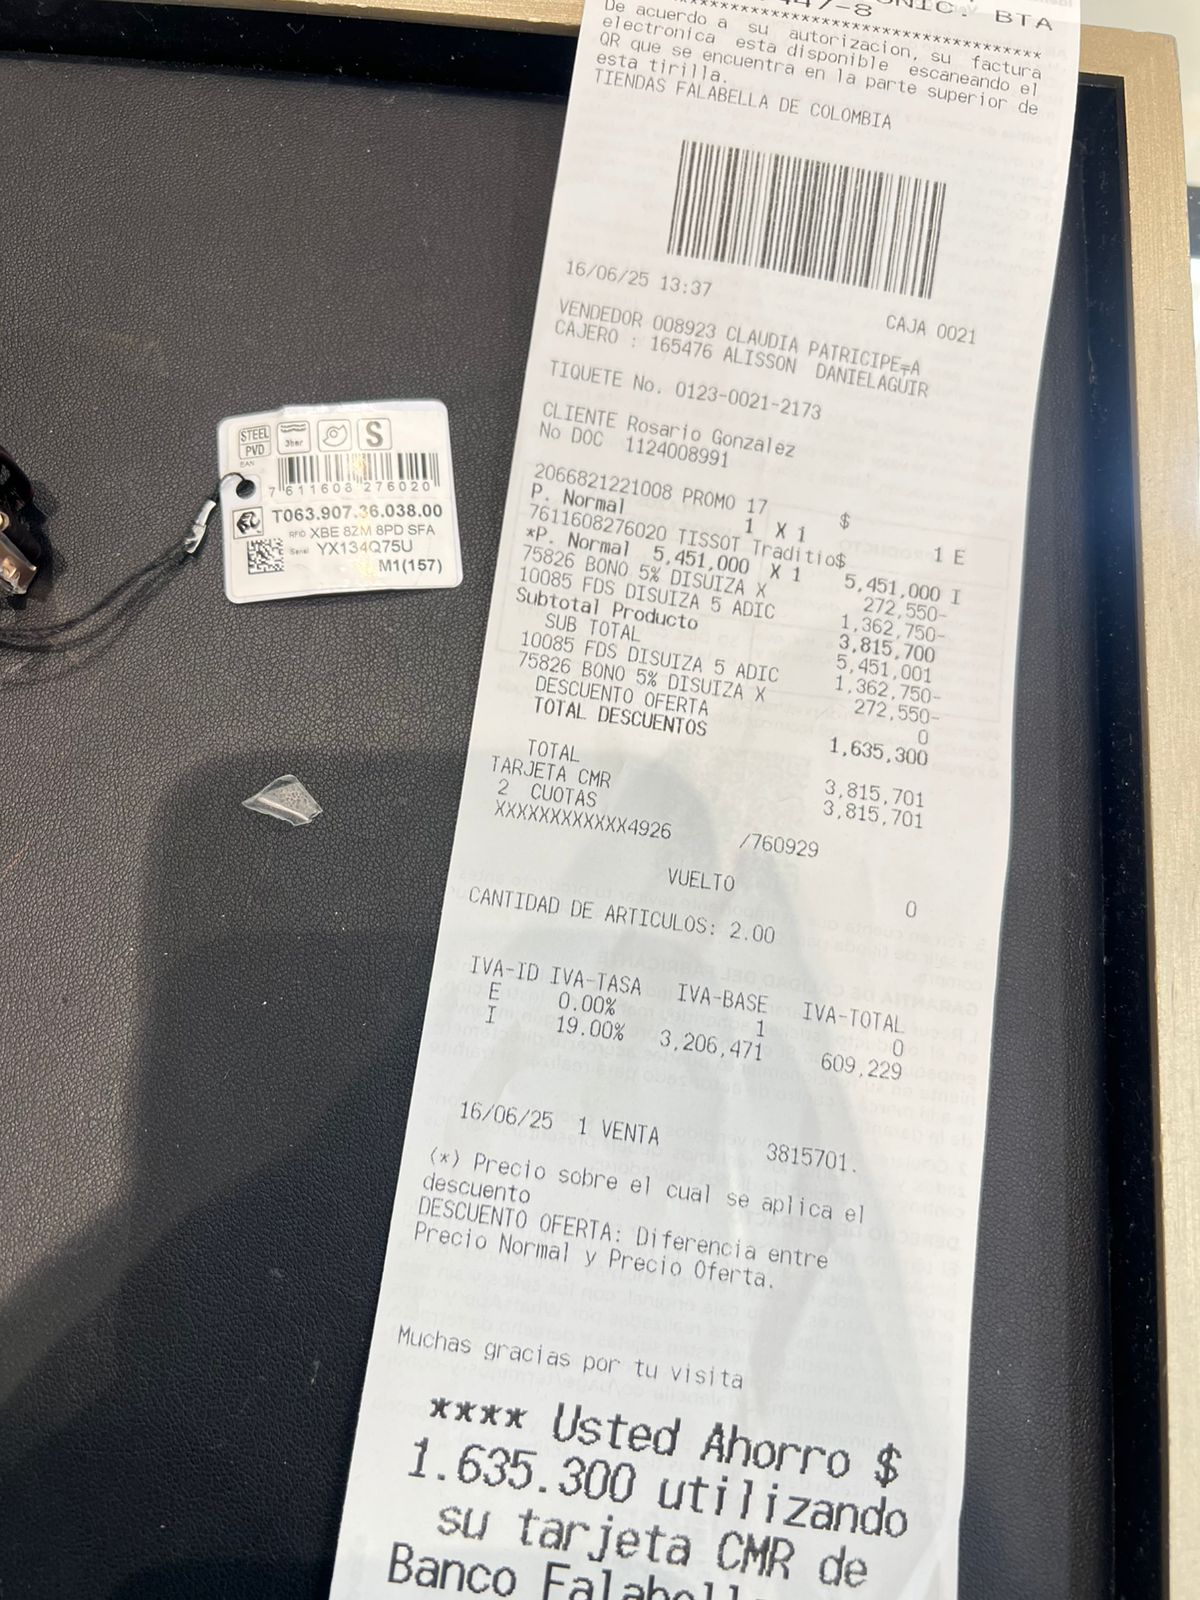 STEEL
PVD
3bar
S
EAN
7 611608 276020
T063.907.36.038.00
RFID XBE 8ZM 8PD SFA
Serial YX134Q75U
M1(157)
BTA
447-8
****************************************
De acuerdo a su autorizacion, su factura
electronica esta disponible escaneando el
QR que se encuentra en la parte superior de
esta tirilla.
TIENDAS FALABELLA DE COLOMBIA
16/06/25 13:37
CAJA 0021
VENDEDOR 008923 CLAUDIA PATRICIPE=A
CAJERO : 165476 ALISSON DANIELAGUIR
TIQUETE No. 0123-0021-2173
CLIENTE Rosario Gonzalez
No DOC 1124008991
2066821221008 PROMO 17 $
P. Normal 1 X 1 1 E
7611608276020 TISSOT Traditio$
*P. Normal 5,451,000 X 1 5,451,000 I
75826 BONO 5% DISUIZA X 272,550-
10085 FDS DISUIZA 5 ADIC 1,362,750-
Subtotal Producto 3,815,700
SUB TOTAL 5,451,001
10085 FDS DISUIZA 5 ADIC 1,362,750-
75826 BONO 5% DISUIZA X 272,550-
DESCUENTO OFERTA 0
TOTAL DESCUENTOS 1,635,300
TOTAL 3,815,701
TARJETA CMR 3,815,701
2 CUOTAS
XXXXXXXXXXXX4926 /760929
VUELTO 0
CANTIDAD DE ARTICULOS: 2.00
IVA-ID IVA-TASA IVA-BASE IVA-TOTAL
E 0.00% 1 0
I 19.00% 3,206,471 609,229
16/06/25 1 VENTA 3815701.
(*) Precio sobre el cual se aplica el
descuento
DESCUENTO OFERTA: Diferencia entre
Precio Normal y Precio Oferta.
Muchas gracias por tu visita
**** Usted Ahorro $
1.635.300 utilizando
su tarjeta CMR de
Banco